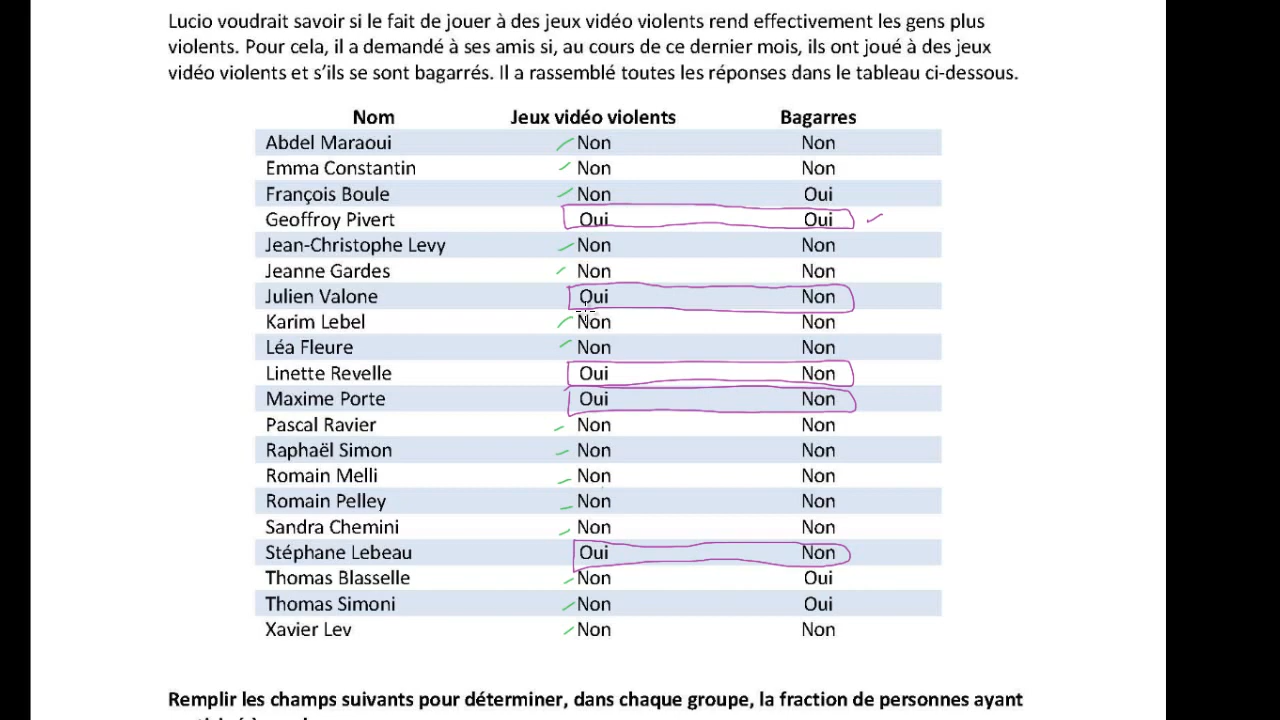 Lucio voudrait savoir si le fait de jouer à des jeux vidéo violents rend effectivement les gens plus
violents. Pour cela, il a demandé à ses amis si, au cours de ce dernier mois, ils ont joué à des jeux
vidéo violents et s'ils se sont bagarrés. Il a rassemblé toutes les réponses dans le tableau ci-dessous.
Nom Jeux vidéo violents Bagarres
Abdel Maraoui Non Non
Emma Constantin Non Non
François Boule Non Oui
Geoffroy Pivert Oui Oui
Jean-Christophe Levy Non Non
Jeanne Gardes Non Non
Julien Valone Oui Non
Karim Lebel Non Non
Léa Fleure Non Non
Linette Revelle Oui Non
Maxime Porte Oui Non
Pascal Ravier Non Non
Raphaël Simon Non Non
Romain Melli Non Non
Romain Pelley Non Non
Sandra Chemini Non Non
Stéphane Lebeau Oui Non
Thomas Blasselle Non Oui
Thomas Simoni Non Oui
Xavier Lev Non Non
Remplir les champs suivants pour déterminer, dans chaque groupe, la fraction de personnes ayant